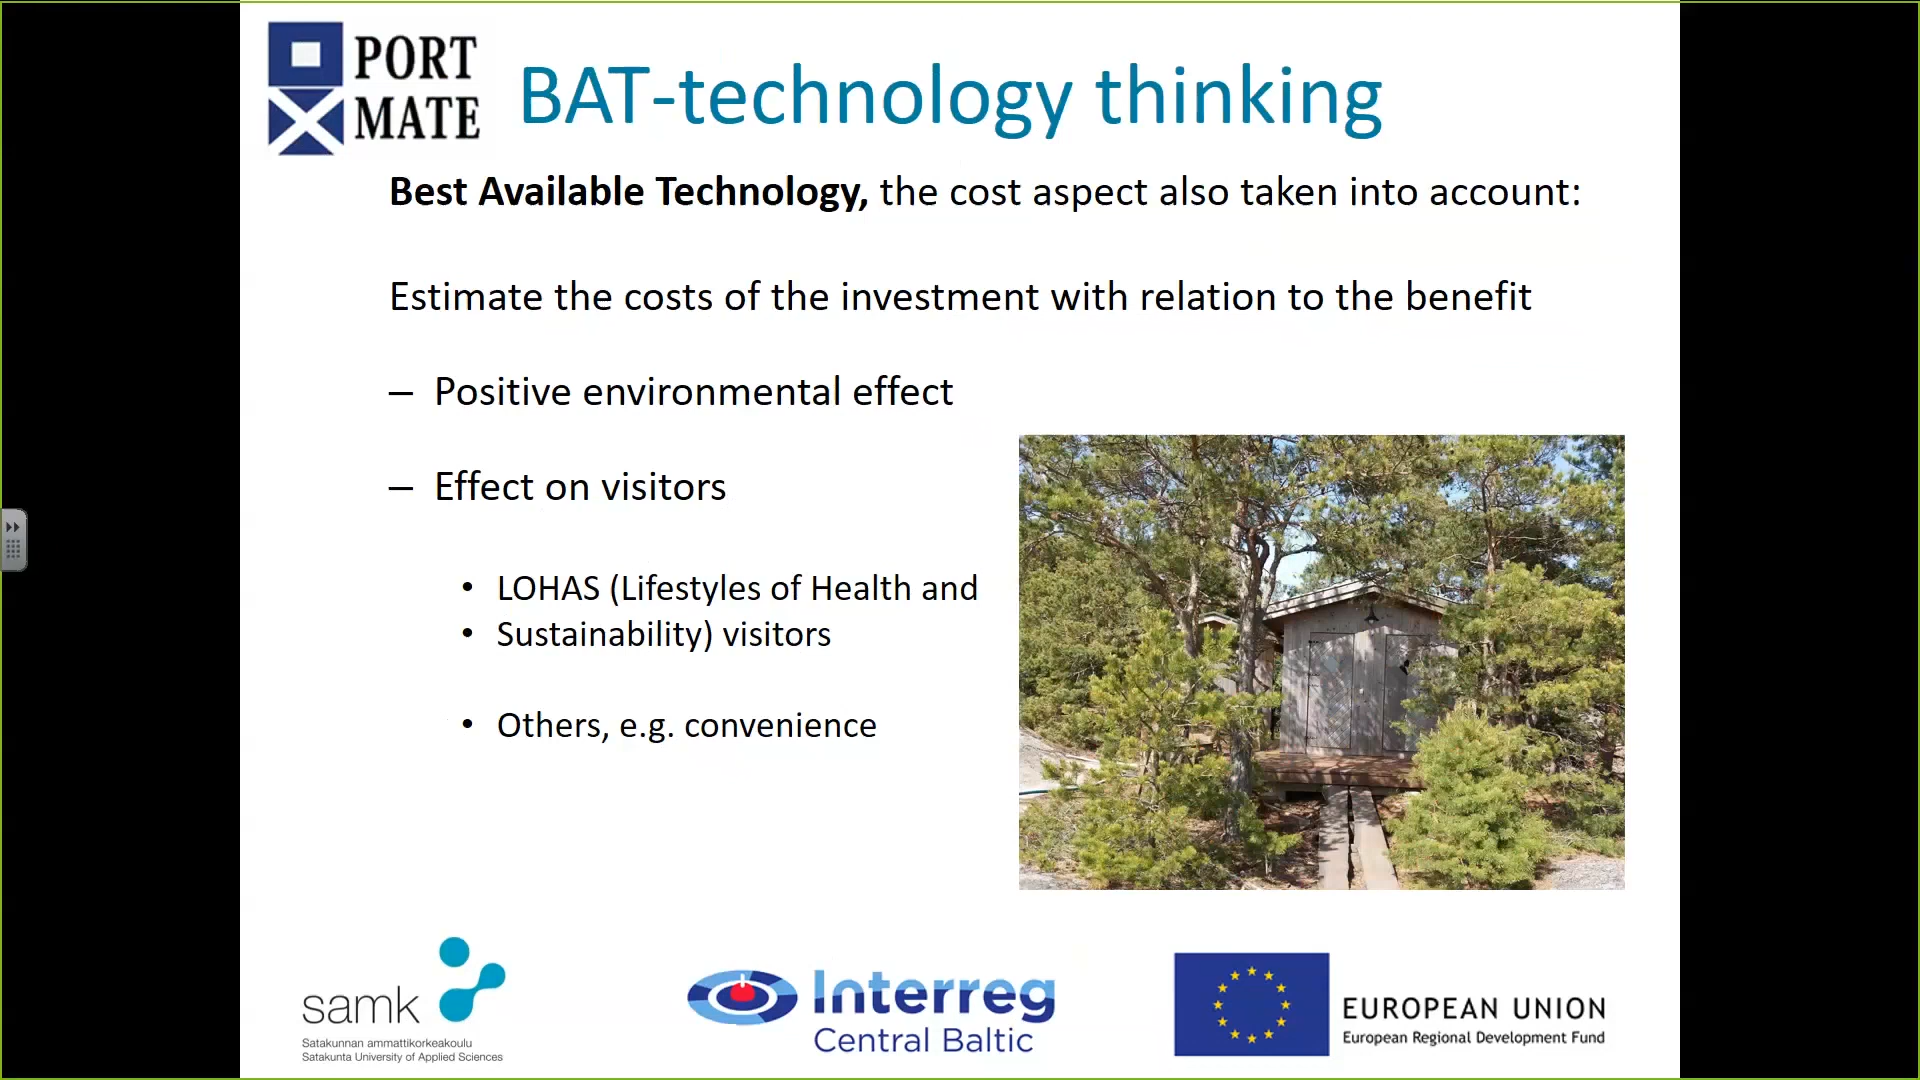 PORT
MATE
BAT-technology thinking
Best Available Technology, the cost aspect also taken into account:
Estimate the costs of the investment with relation to the benefit
– Positive environmental effect
– Effect on visitors
• LOHAS (Lifestyles of Health and
• Sustainability) visitors
• Others, e.g. convenience
samk
Satakunnan ammattikorkeakoulu
Satakunta University of Applied Sciences
Interreg
Central Baltic
EUROPEAN UNION
European Regional Development Fund